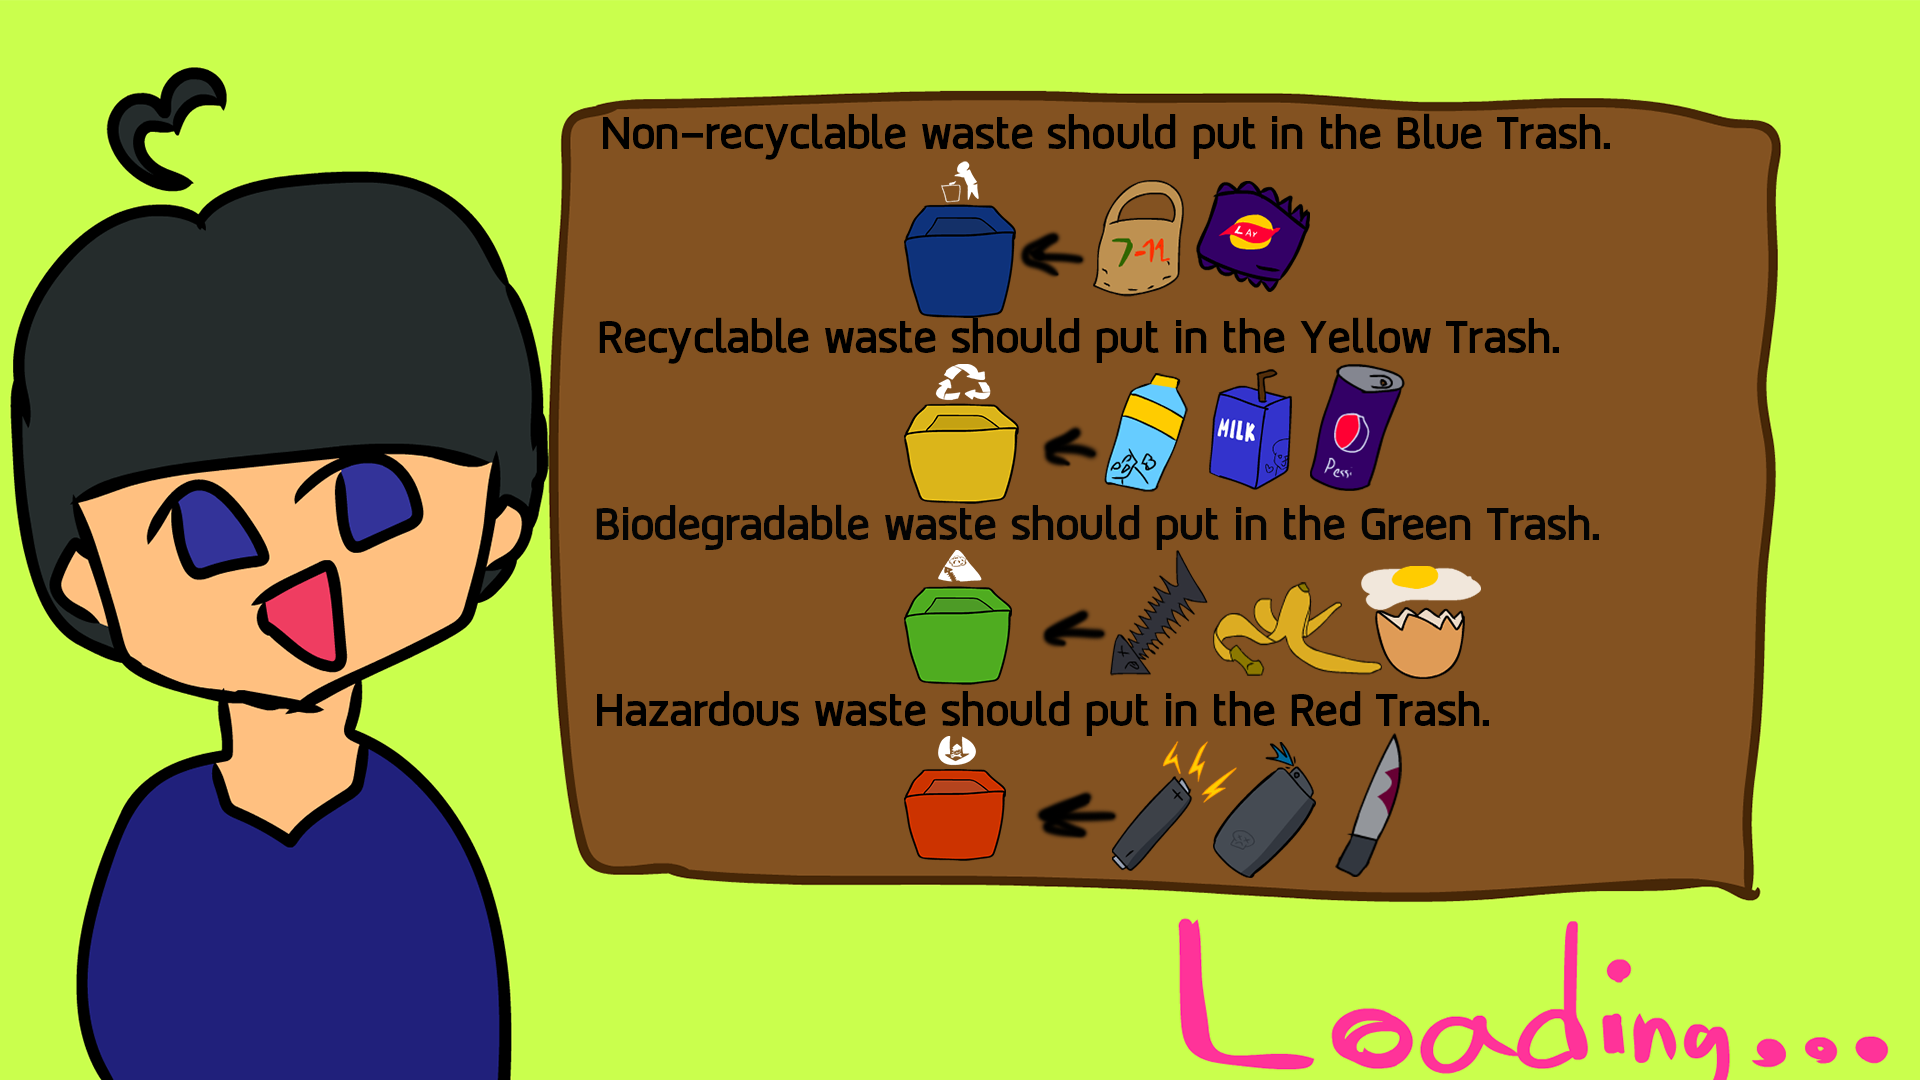 Non-recyclable waste should put in the Blue Trash.
7-11
LAY
Recyclable waste should put in the Yellow Trash.
MILK
Biodegradable waste should put in the Green Trash.
Hazardous waste should put in the Red Trash.
Loading...